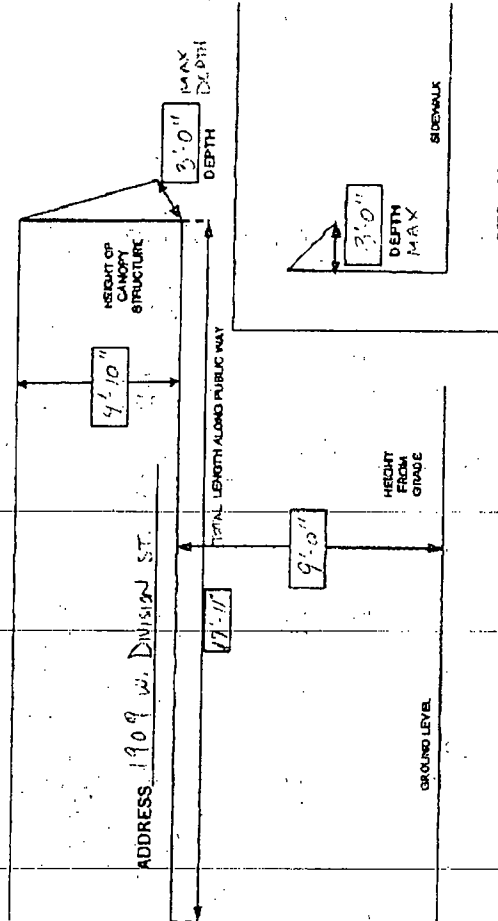 3'-0"
MAX
DEPTH
DEPTH
HEIGHT OF
CANOPY
STRUCTURE
4'-10"
TOTAL LENGTH ALONG PUBLIC WAY
ADDRESS 1909 W. DIVISION ST.
17'-11"
HEIGHT
FROM
GRADE
9'-0"
GROUND LEVEL
3'-0"
DEPTH
MAX
SIDEWALK